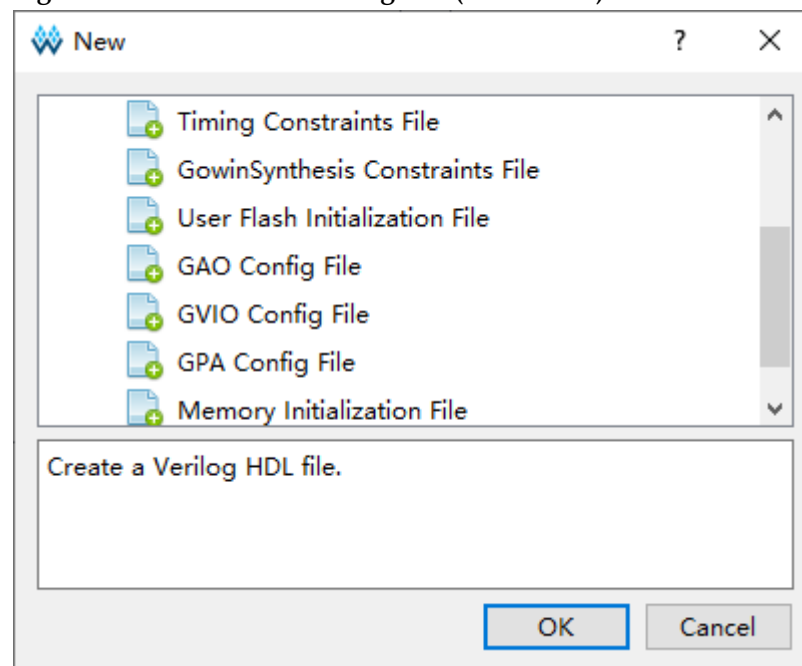 New
?
Timing Constraints File
GowinSynthesis Constraints File
User Flash Initialization File
GAO Config File
GVIO Config File
GPA Config File
Memory Initialization File
Create a Verilog HDL file.
OK Cancel